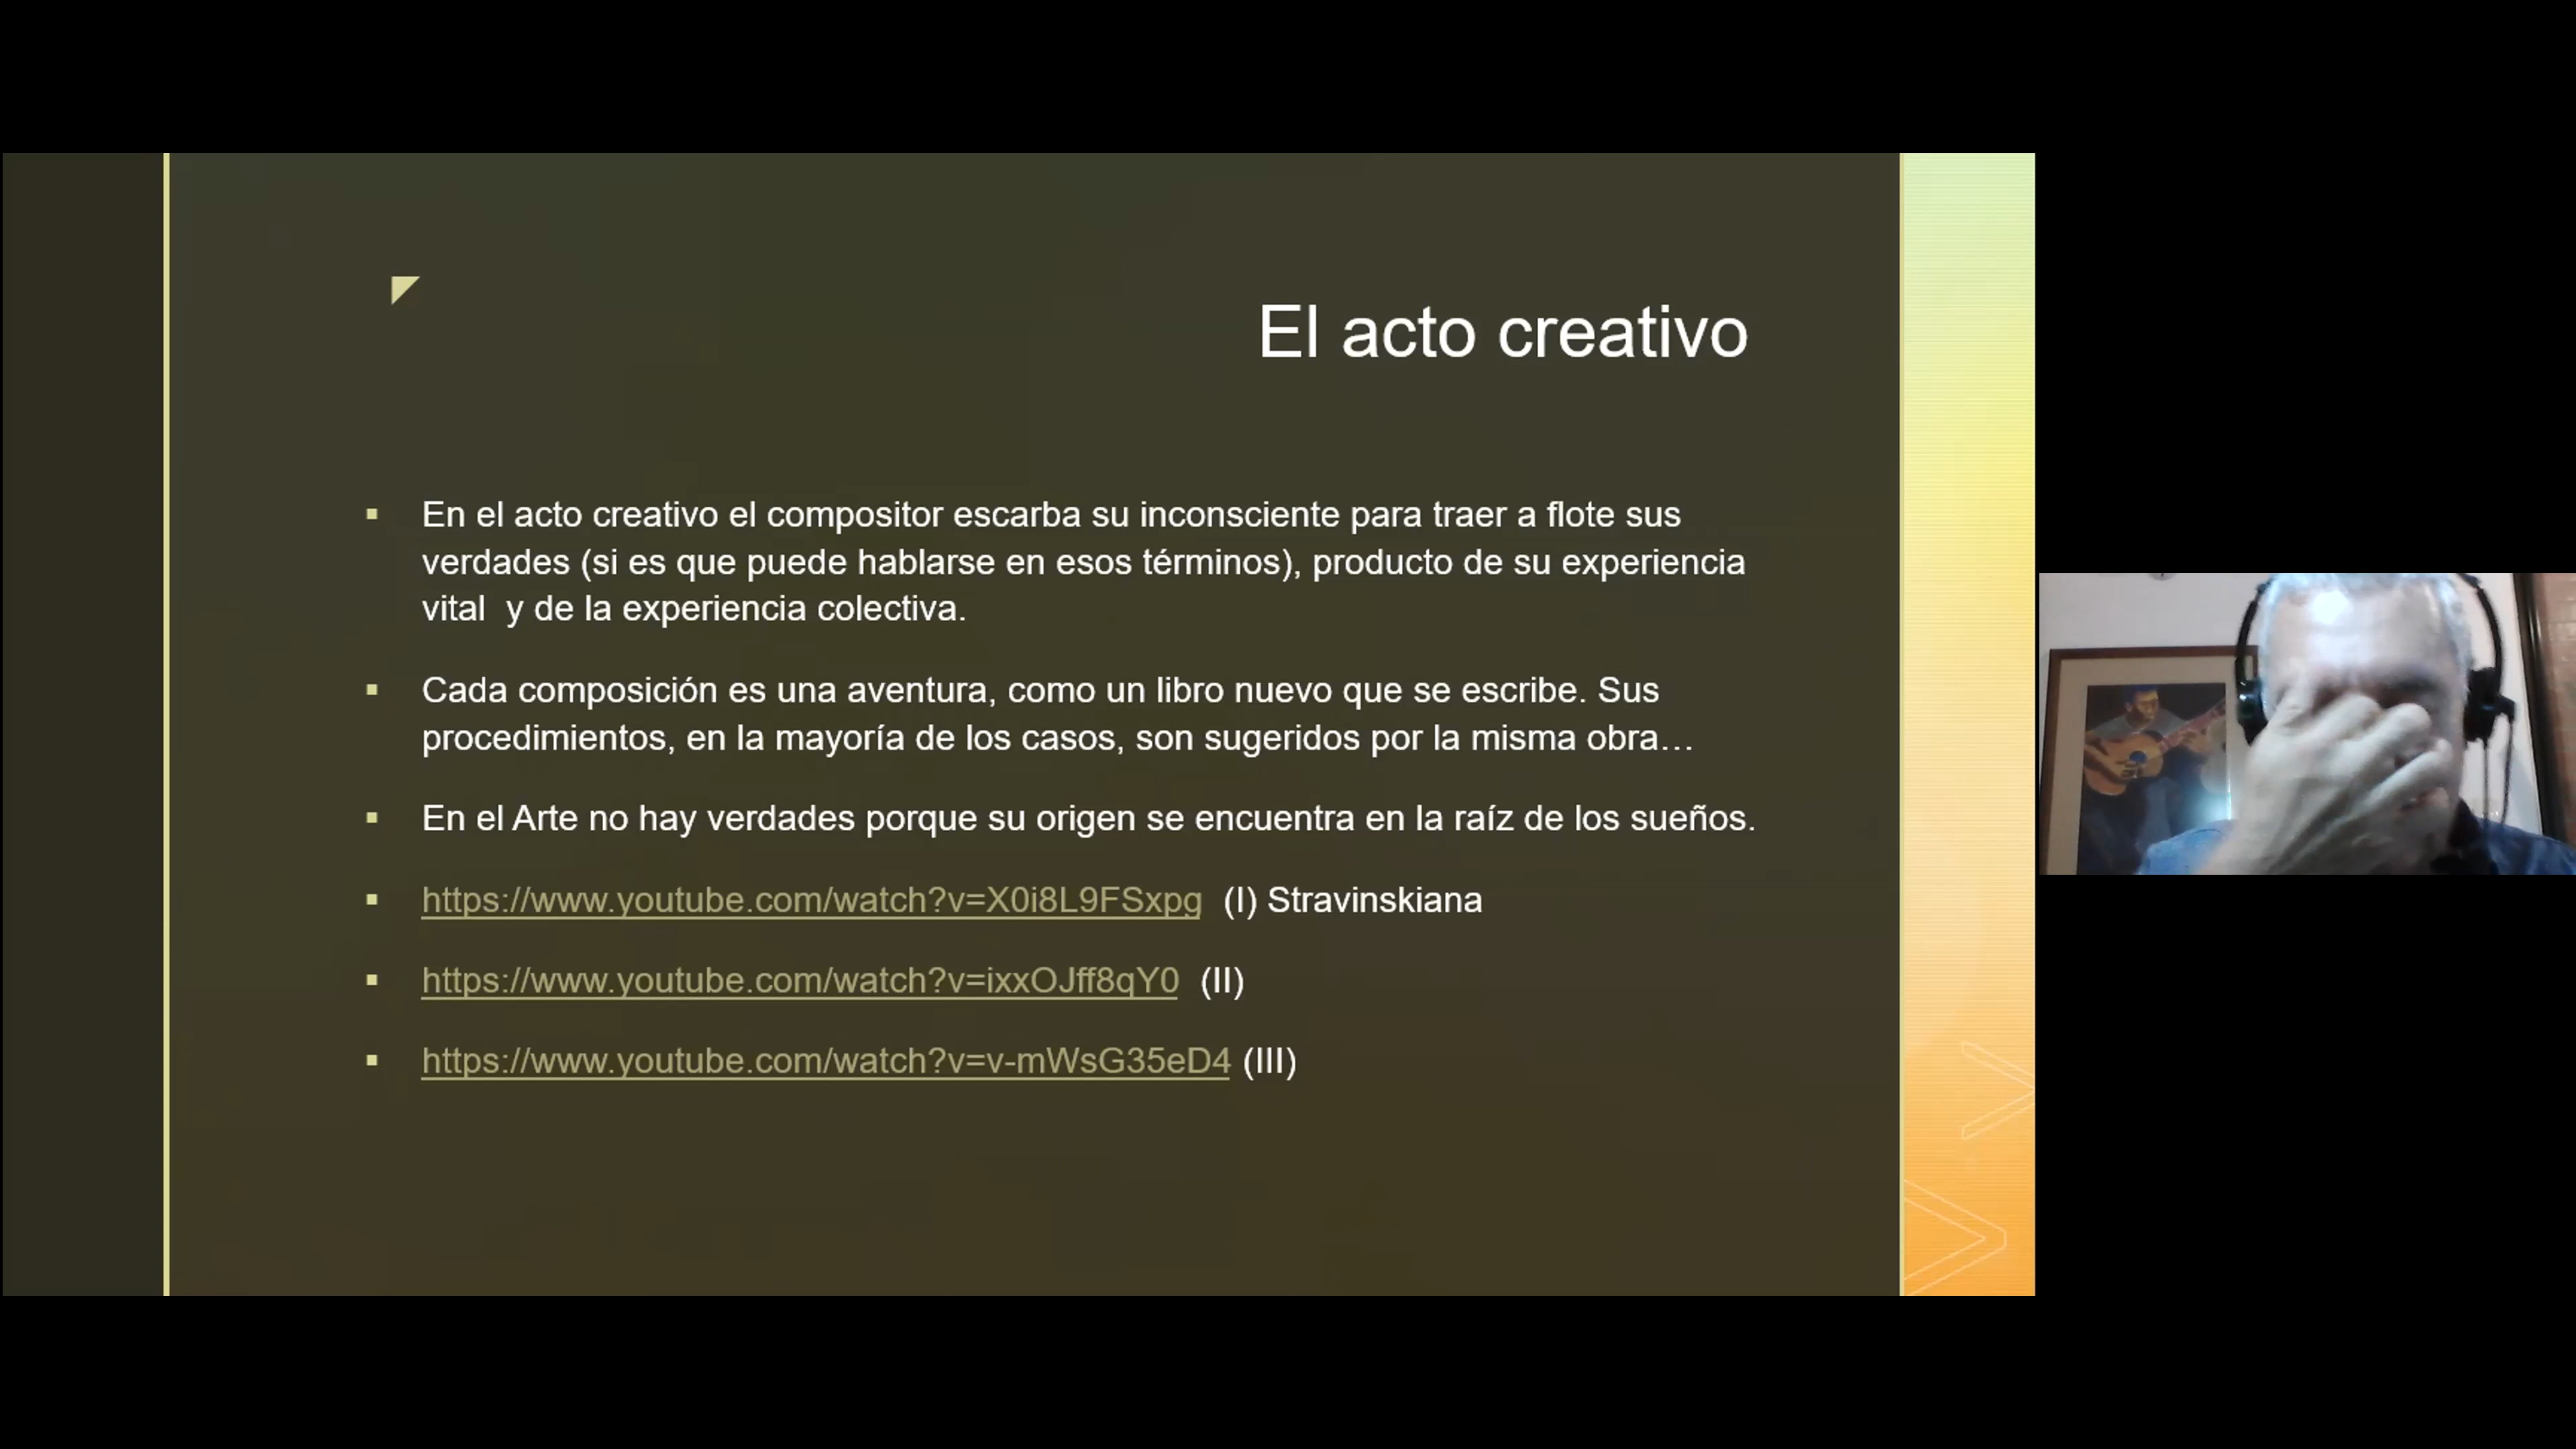 El acto creativo
En el acto creativo el compositor escarba su inconsciente para traer a flote sus
verdades (si es que puede hablarse en esos términos), producto de su experiencia
vital y de la experiencia colectiva.
Cada composición es una aventura, como un libro nuevo que se escribe. Sus
procedimientos, en la mayoría de los casos, son sugeridos por la misma obra…
En el Arte no hay verdades porque su origen se encuentra en la raíz de los sueños.
https://www.youtube.com/watch?v=X0i8L9FSxpg (I) Stravinskiana
https://www.youtube.com/watch?v=ixxOJff8qY0 (II)
https://www.youtube.com/watch?v=v-mWsG35eD4 (III)